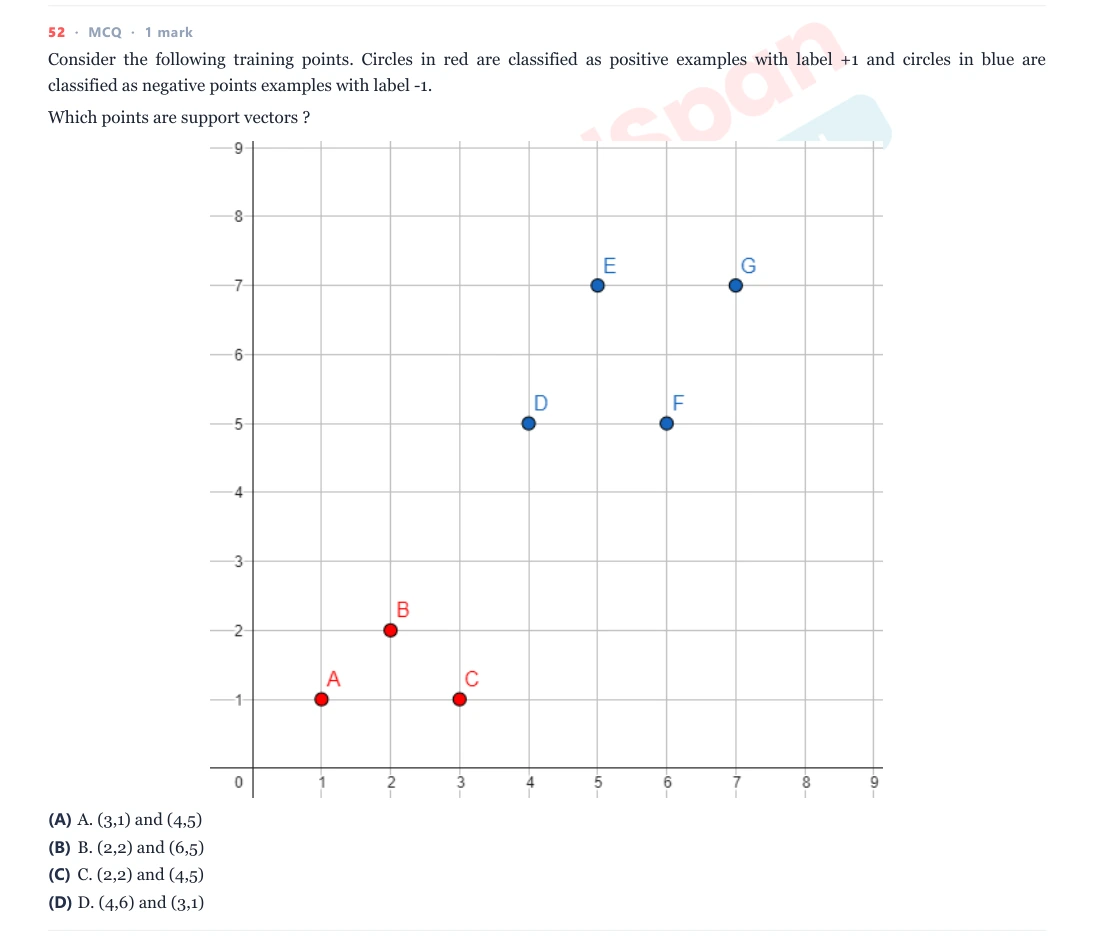 52 · MCQ · 1 mark
Consider the following training points. Circles in red are classified as positive examples with label +1 and circles in blue are
classified as negative points examples with label -1.
Which points are support vectors ?
9
8
E
G
7
6
D
F
5
4
3
B
2
A
C
1
0 1 2 3 4 5 6 7 8 9
(A) A. (3,1) and (4,5)
(B) B. (2,2) and (6,5)
(C) C. (2,2) and (4,5)
(D) D. (4,6) and (3,1)